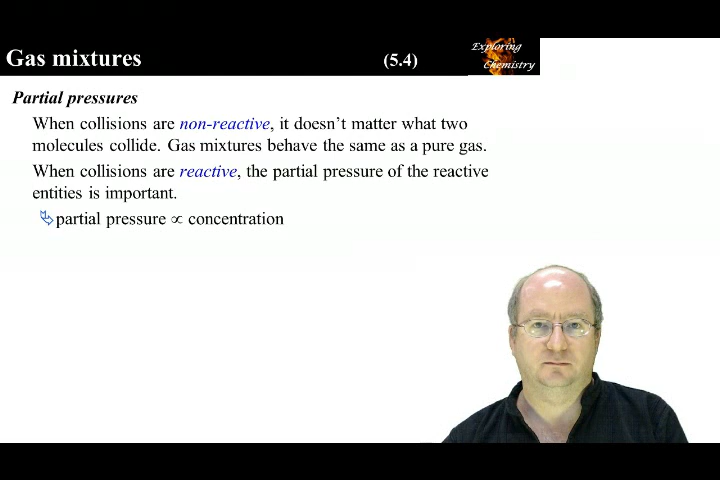 Gas mixtures (5.4)
Exploring
Chemistry
Partial pressures
When collisions are non-reactive, it doesn't matter what two
molecules collide. Gas mixtures behave the same as a pure gas.
When collisions are reactive, the partial pressure of the reactive
entities is important.
partial pressure ∝ concentration